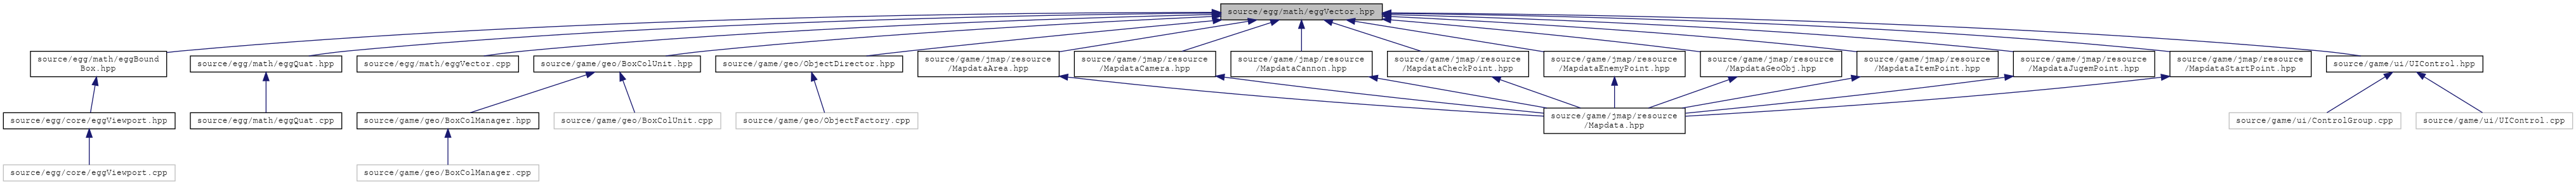 source/egg/math/eggVector.hpp
source/egg/math/eggBound
Box.hpp
source/egg/math/eggQuat.hpp
source/egg/math/eggVector.cpp
source/game/geo/BoxColUnit.hpp
source/game/geo/ObjectDirector.hpp
source/game/jmap/resource
/MapdataArea.hpp
source/game/jmap/resource
/MapdataCamera.hpp
source/game/jmap/resource
/MapdataCannon.hpp
source/game/jmap/resource
/MapdataCheckPoint.hpp
source/game/jmap/resource
/MapdataEnemyPoint.hpp
source/game/jmap/resource
/MapdataGeoObj.hpp
source/game/jmap/resource
/MapdataItemPoint.hpp
source/game/jmap/resource
/MapdataJugemPoint.hpp
source/game/jmap/resource
/MapdataStartPoint.hpp
source/game/ui/UIControl.hpp
source/egg/core/eggViewport.hpp
source/egg/math/eggQuat.cpp
source/game/geo/BoxColManager.hpp
source/game/geo/BoxColUnit.cpp
source/game/geo/ObjectFactory.cpp
source/game/jmap/resource
/Mapdata.hpp
source/game/ui/ControlGroup.cpp
source/game/ui/UIControl.cpp
source/egg/core/eggViewport.cpp
source/game/geo/BoxColManager.cpp